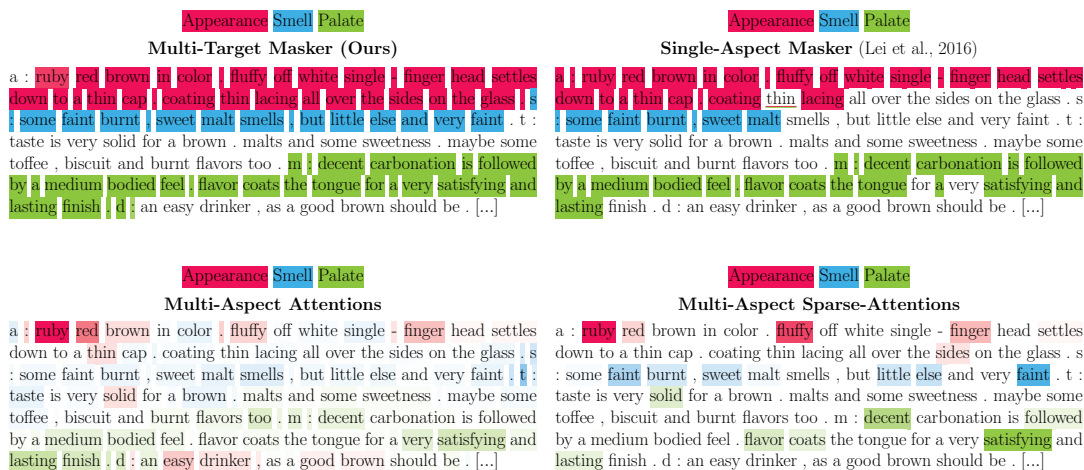 Appearance Smell Palate
Multi-Target Masker (Ours)
a : ruby red brown in color . fluffy off white single - finger head settles
down to a thin cap . coating thin lacing all over the sides on the glass . s
: some faint burnt , sweet malt smells , but little else and very faint . t :
taste is very solid for a brown . malts and some sweetness . maybe some
toffee , biscuit and burnt flavors too . m : decent carbonation is followed
by a medium bodied feel . flavor coats the tongue for a very satisfying and
lasting finish . d : an easy drinker , as a good brown should be . [...]
Appearance Smell Palate
Single-Aspect Masker (Lei et al., 2016)
a : ruby red brown in color . fluffy off white single - finger head settles
down to a thin cap . coating thin lacing all over the sides on the glass . s
: some faint burnt , sweet malt smells , but little else and very faint . t :
taste is very solid for a brown . malts and some sweetness . maybe some
toffee , biscuit and burnt flavors too . m : decent carbonation is followed
by a medium bodied feel . flavor coats the tongue for a very satisfying and
lasting finish . d : an easy drinker , as a good brown should be . [...]
Appearance Smell Palate
Multi-Aspect Attentions
a : ruby red brown in color . fluffy off white single - finger head settles
down to a thin cap . coating thin lacing all over the sides on the glass . s
: some faint burnt , sweet malt smells , but little else and very faint . t :
taste is very solid for a brown . malts and some sweetness . maybe some
toffee , biscuit and burnt flavors too . m : decent carbonation is followed
by a medium bodied feel . flavor coats the tongue for a very satisfying and
lasting finish . d : an easy drinker , as a good brown should be . [...]
Appearance Smell Palate
Multi-Aspect Sparse-Attentions
a : ruby red brown in color . fluffy off white single - finger head settles
down to a thin cap . coating thin lacing all over the sides on the glass . s
: some faint burnt , sweet malt smells , but little else and very faint . t :
taste is very solid for a brown . malts and some sweetness . maybe some
toffee , biscuit and burnt flavors too . m : decent carbonation is followed
by a medium bodied feel . flavor coats the tongue for a very satisfying and
lasting finish . d : an easy drinker , as a good brown should be . [...]